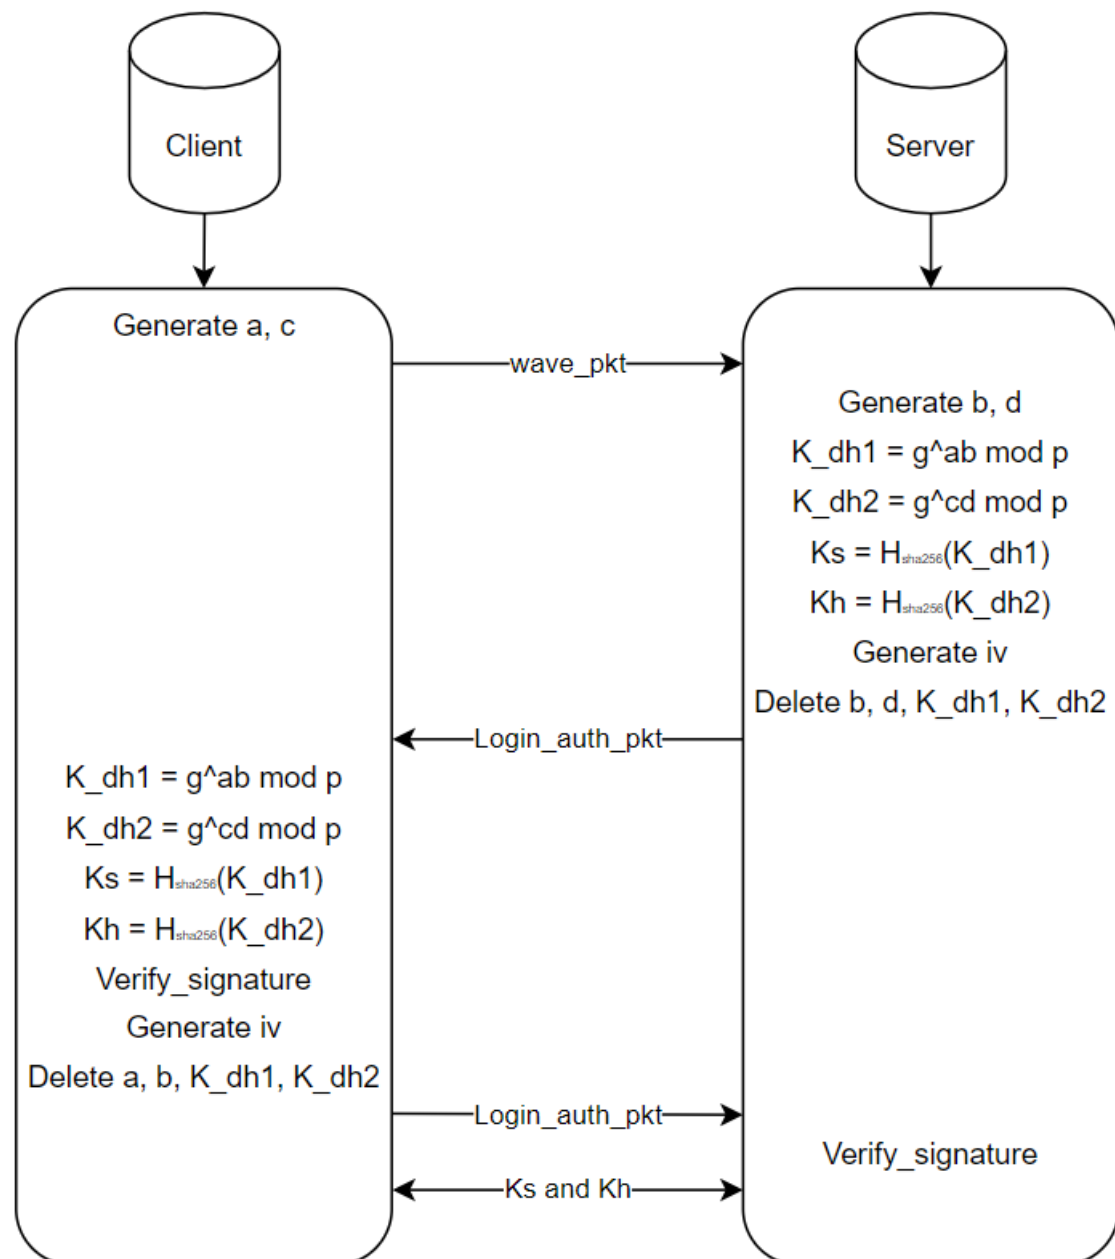 Client
Server
Generate a, c
wave_pkt
Generate b, d
K_dh1 = g^ab mod p
K_dh2 = g^cd mod p
Ks = Hsha256(K_dh1)
Kh = Hsha256(K_dh2)
Generate iv
Delete b, d, K_dh1, K_dh2
Login_auth_pkt
K_dh1 = g^ab mod p
K_dh2 = g^cd mod p
Ks = Hsha256(K_dh1)
Kh = Hsha256(K_dh2)
Verify_signature
Generate iv
Delete a, b, K_dh1, K_dh2
Login_auth_pkt
Verify_signature
Ks and Kh